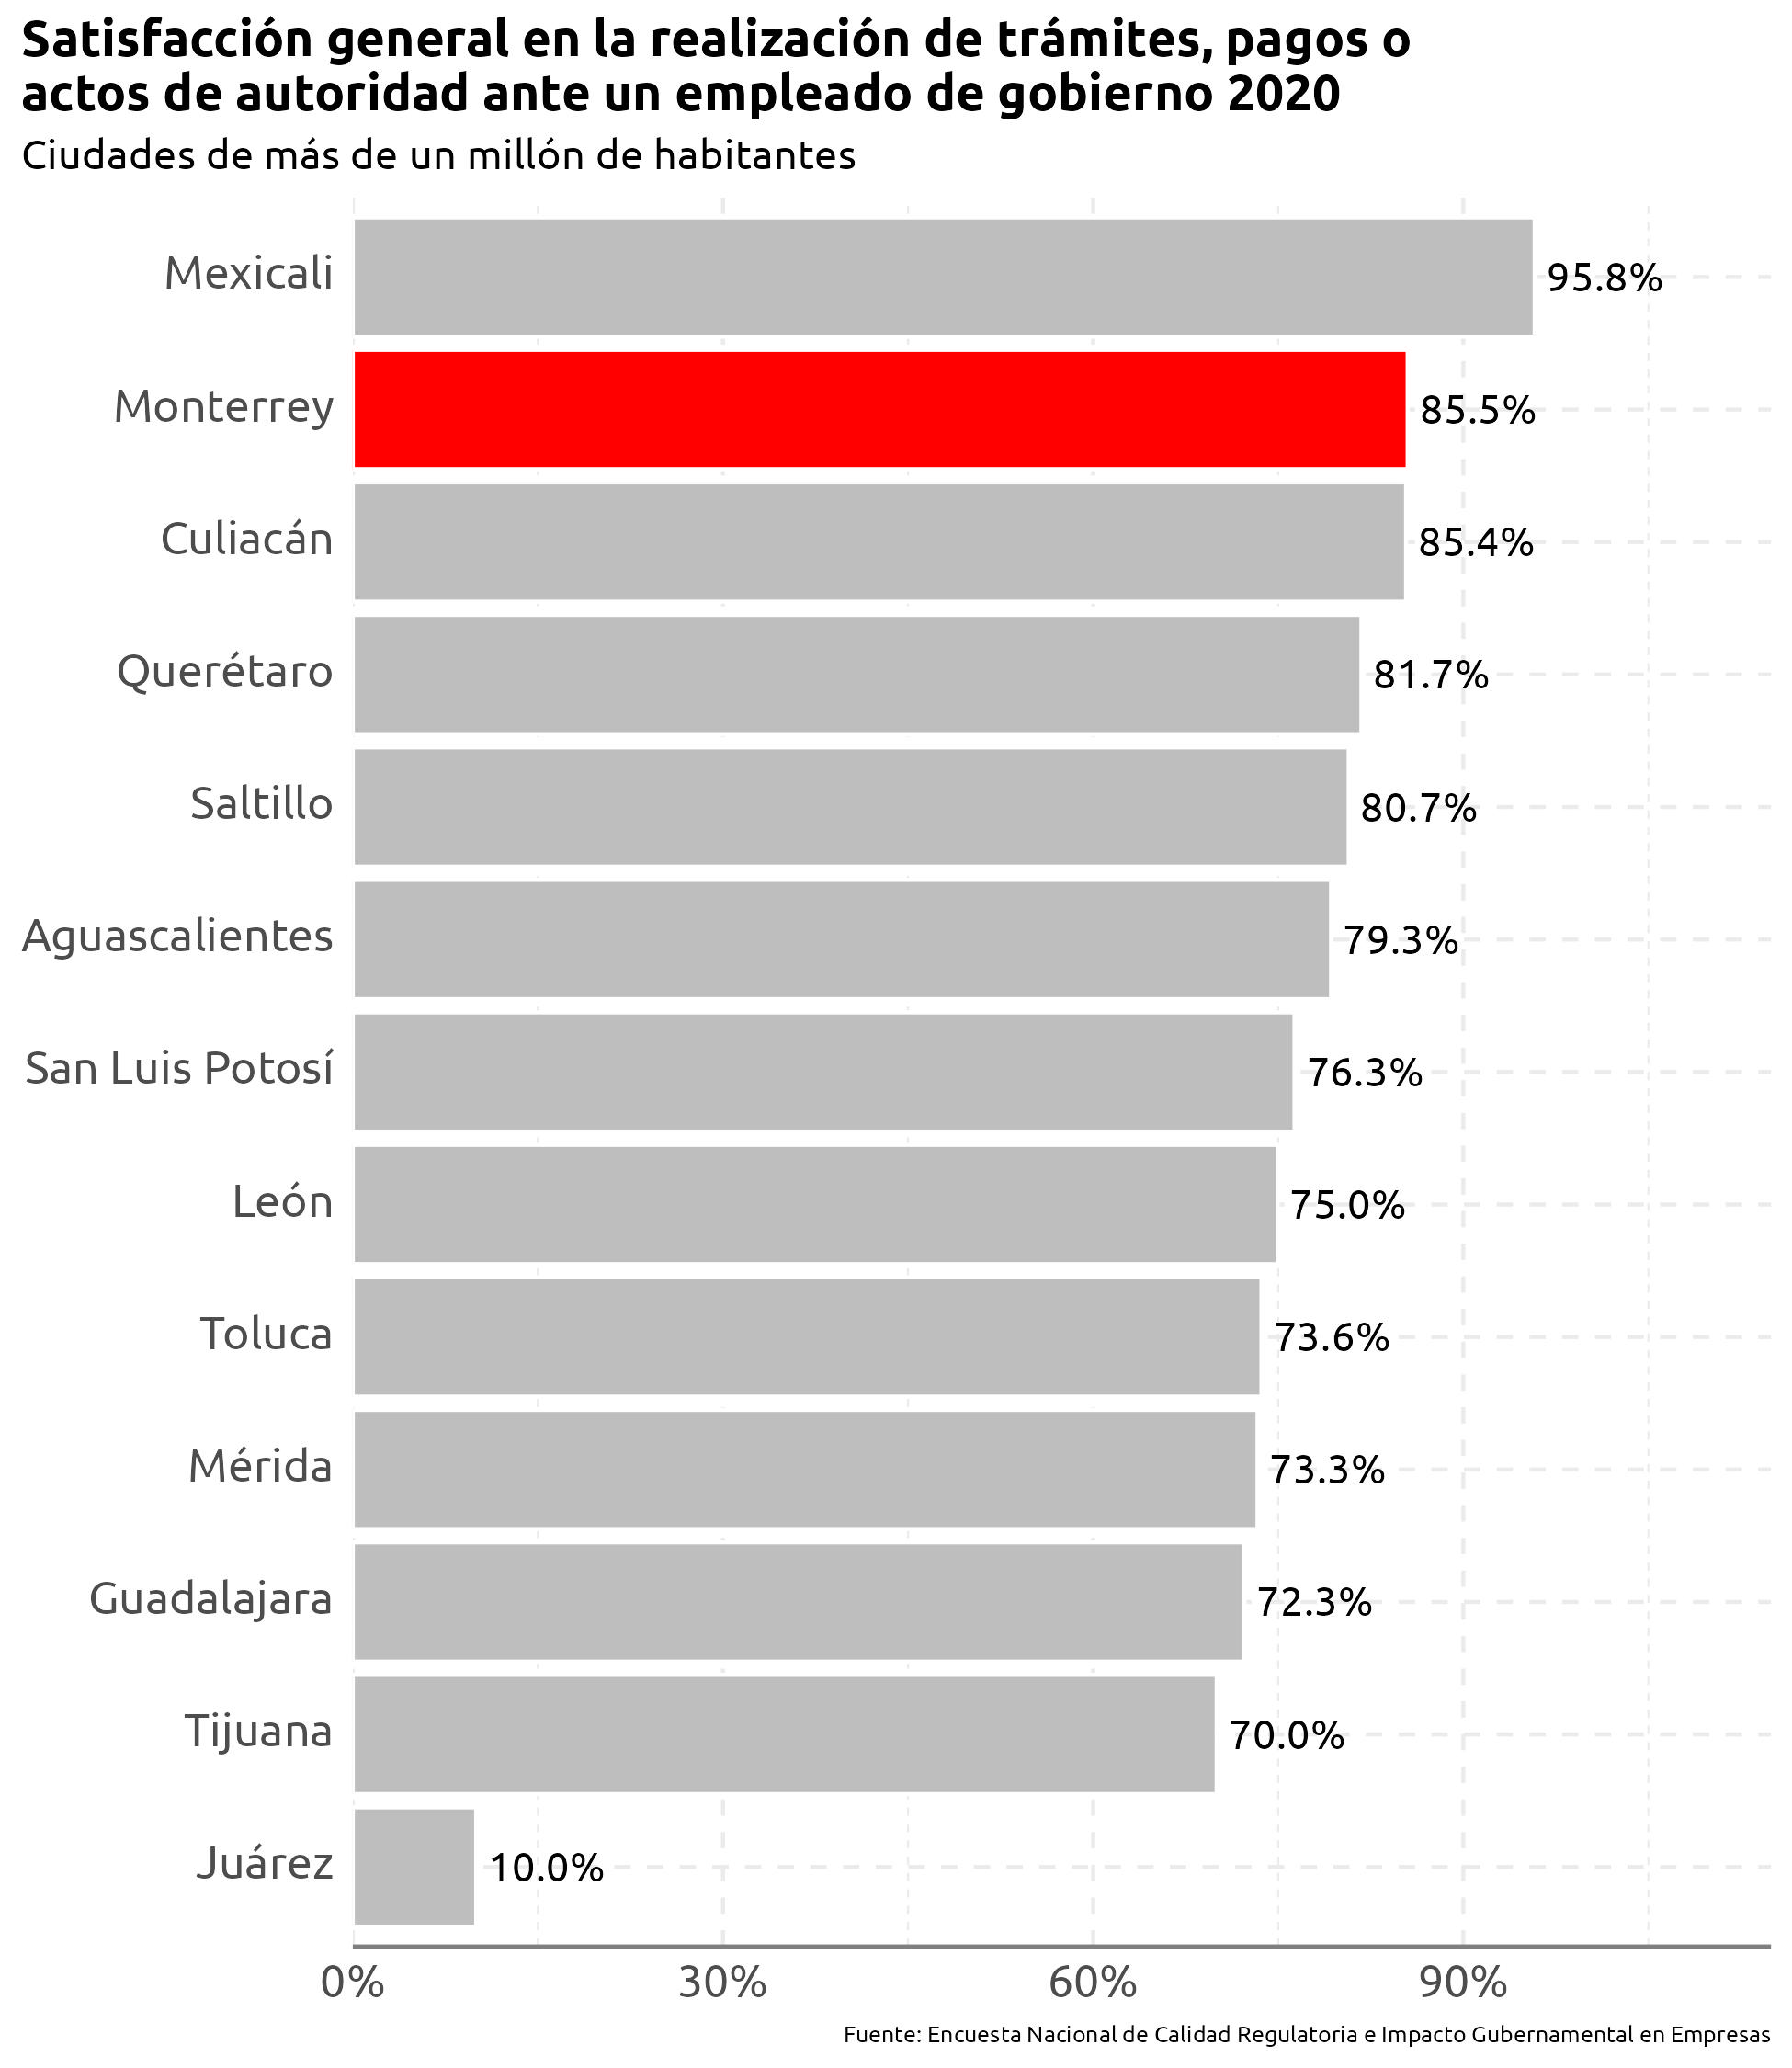 Satisfacción general en la realización de trámites, pagos o
actos de autoridad ante un empleado de gobierno 2020
Ciudades de más de un millón de habitantes
Mexicali 95.8%
Monterrey 85.5%
Culiacán 85.4%
Querétaro 81.7%
Saltillo 80.7%
Aguascalientes 79.3%
San Luis Potosí 76.3%
León 75.0%
Toluca 73.6%
Mérida 73.3%
Guadalajara 72.3%
Tijuana 70.0%
Juárez 10.0%
0% 30% 60% 90%
Fuente: Encuesta Nacional de Calidad Regulatoria e Impacto Gubernamental en Empresas